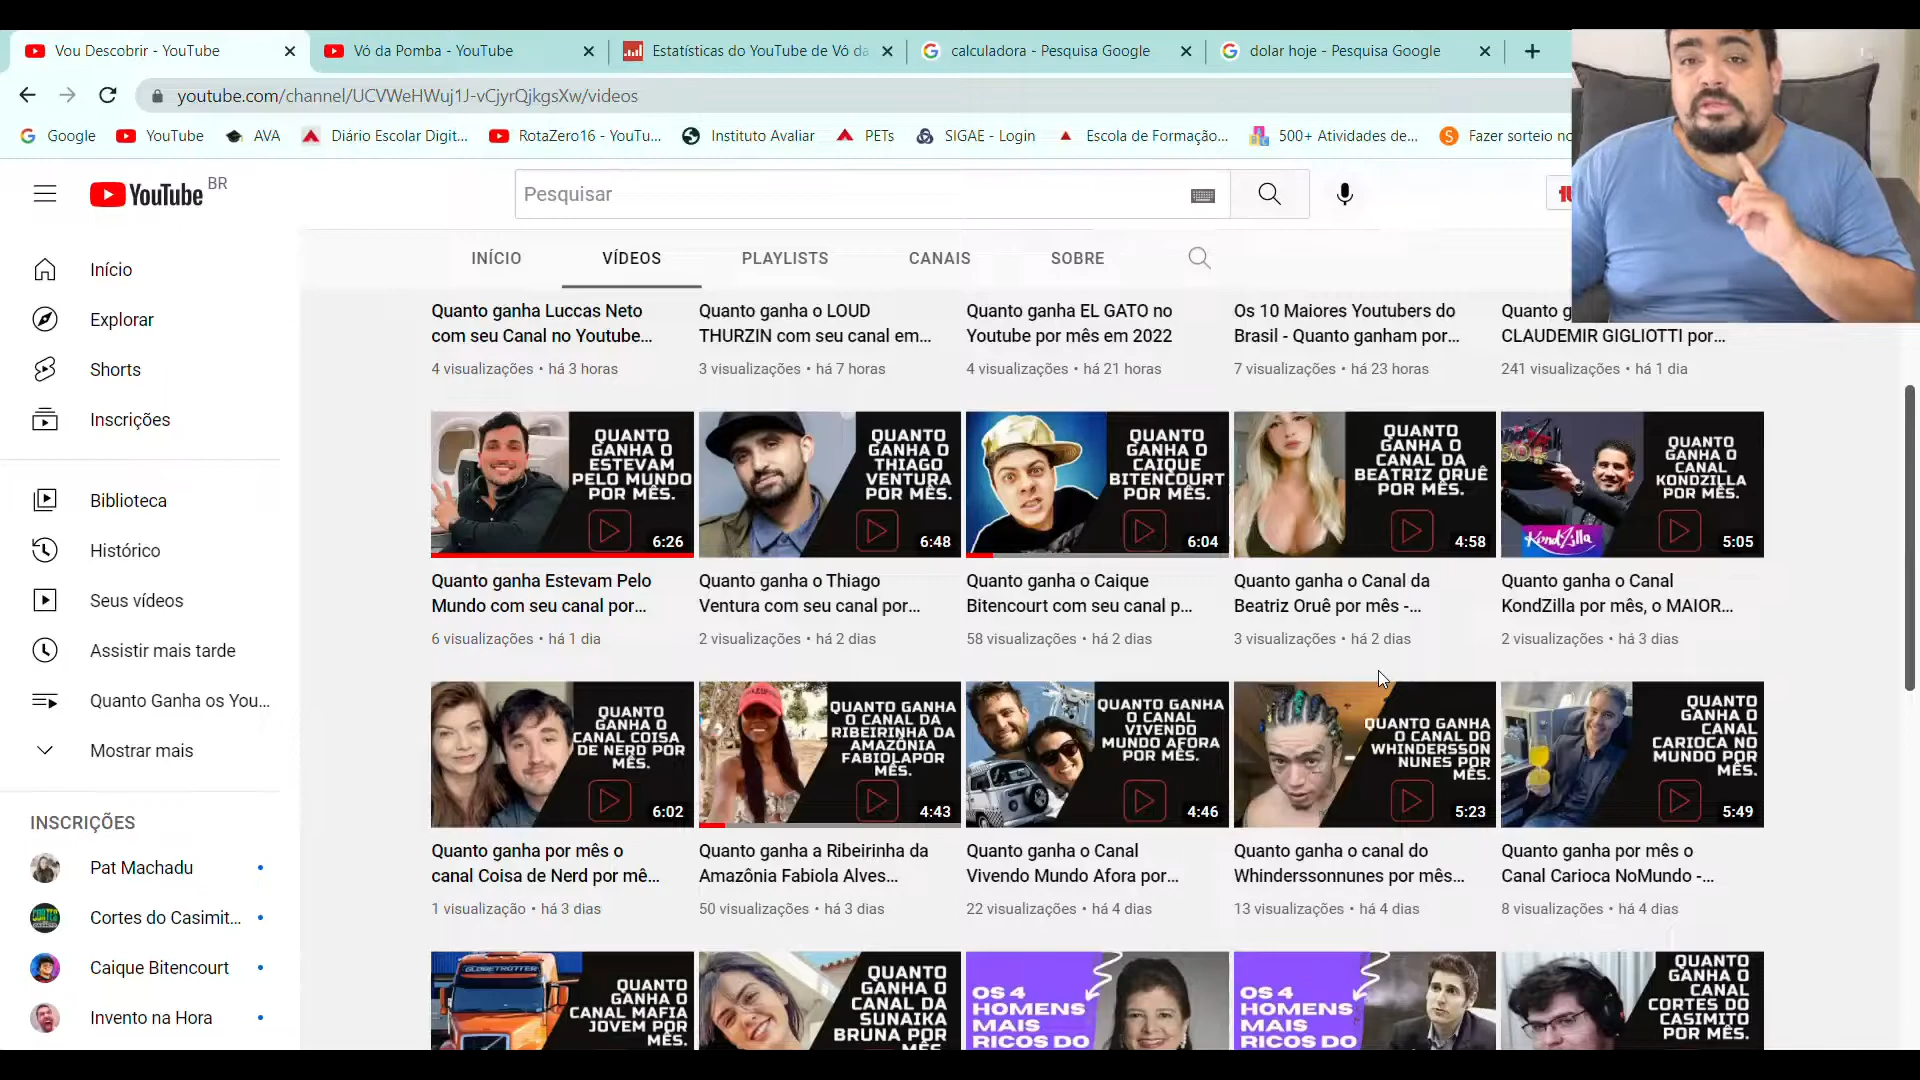 Vou Descobrir - YouTube
Vó da Pomba - YouTube
Estatísticas do YouTube de Vó da
calculadora - Pesquisa Google
dolar hoje - Pesquisa Google
youtube.com/channel/UCVWeHWuj1J-vCjyrQjkgsXw/videos
Google
YouTube
AVA
Diário Escolar Digit...
RotaZero16 - YouTu...
Instituto Avaliar
PETs
SIGAE - Login
Escola de Formação...
500+ Atividades de...
Fazer sorteio no
YouTube BR
Pesquisar
INÍCIO
VÍDEOS
PLAYLISTS
CANAIS
SOBRE
Início
Explorar
Shorts
Inscrições
Biblioteca
Histórico
Seus vídeos
Assistir mais tarde
Quanto Ganha os You...
Mostrar mais
INSCRIÇÕES
Pat Machadu
Cortes do Casimit...
Caique Bitencourt
Invento na Hora
Quanto ganha Luccas Neto
com seu Canal no Youtube...
4 visualizações • há 3 horas
Quanto ganha o LOUD
THURZIN com seu canal em...
3 visualizações • há 7 horas
Quanto ganha EL GATO no
Youtube por mês em 2022
4 visualizações • há 21 horas
Os 10 Maiores Youtubers do
Brasil - Quanto ganham por...
7 visualizações • há 23 horas
Quanto g
CLAUDEMIR GIGLIOTTI por...
241 visualizações • há 1 dia
QUANTO
GANHA O
ESTEVAM
PELO MUNDO
POR MÊS.
6:26
Quanto ganha Estevam Pelo
Mundo com seu canal por...
6 visualizações • há 1 dia
QUANTO
GANHA O
THIAGO
VENTURA
POR MÊS.
6:48
Quanto ganha o Thiago
Ventura com seu canal por...
2 visualizações • há 2 dias
QUANTO
GANHA O
CAIQUE
BITENCOURT
POR MÊS.
6:04
Quanto ganha o Caique
Bitencourt com seu canal p...
58 visualizações • há 2 dias
QUANTO
GANHA O
CANAL DA
BEATRIZ ORUÊ
POR MÊS.
4:58
Quanto ganha o Canal da
Beatriz Oruê por mês -...
3 visualizações • há 2 dias
QUANTO
GANHA O
CANAL
KONDZILLA
POR MÊS.
KondZilla
5:05
Quanto ganha o Canal
KondZilla por mês, o MAIOR...
2 visualizações • há 3 dias
QUANTO
GANHA O
CANAL COISA
DE NERD POR
MÊS.
6:02
Quanto ganha por mês o
canal Coisa de Nerd por mê...
1 visualização • há 3 dias
QUANTO GANHA
O CANAL DA
RIBEIRINHA DA
AMAZÔNIA
FABIOLAPOR
MÊS.
4:43
Quanto ganha a Ribeirinha da
Amazônia Fabiola Alves...
50 visualizações • há 3 dias
QUANTO GANHA
O CANAL
VIVENDO
MUNDO AFORA
POR MÊS.
4:46
Quanto ganha o Canal
Vivendo Mundo Afora por...
22 visualizações • há 4 dias
QUANTO GANHA
O CANAL DO
WHINDERSSON
NUNES POR
MÊS.
5:23
Quanto ganha o canal do
Whinderssonnunes por mês...
13 visualizações • há 4 dias
QUANTO
GANHA O
CANAL
CARIOCA NO
MUNDO POR
MÊS.
5:49
Quanto ganha por mês o
Canal Carioca NoMundo -...
8 visualizações • há 4 dias
GLOBETROTTER
QUANTO
GANHA O
CANAL MAFIA
JOVEM POR
MÊS.
QUANTO
GANHA O
CANAL DA
SUNAIKA
BRUNA POR
MÊS
OS 4
HOMENS
MAIS
RICOS DO
OS 4
HOMENS
MAIS
RICOS DO
QUANTO
GANHA O
CANAL
CORTES DO
CASIMITO
POR MÊS.